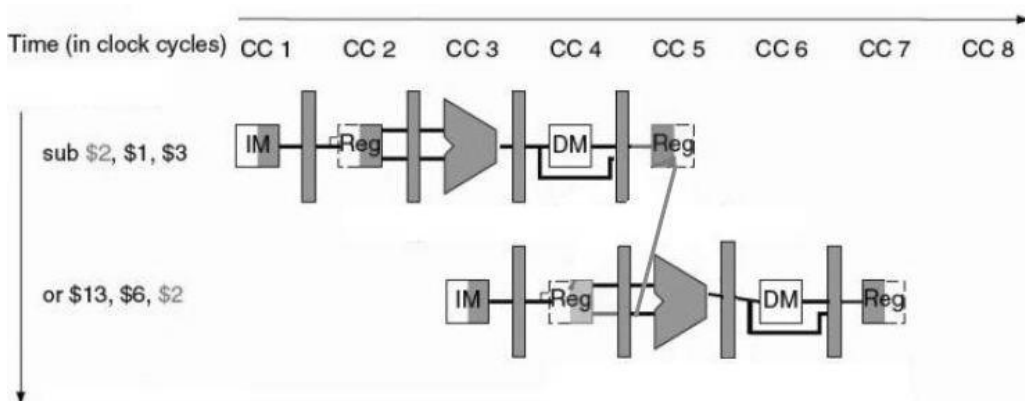 Time (in clock cycles) CC 1 CC 2 CC 3 CC 4 CC 5 CC 6 CC 7 CC 8
sub $2, $1, $3 IM Reg DM Reg
or $13, $6, $2 IM Reg DM Reg